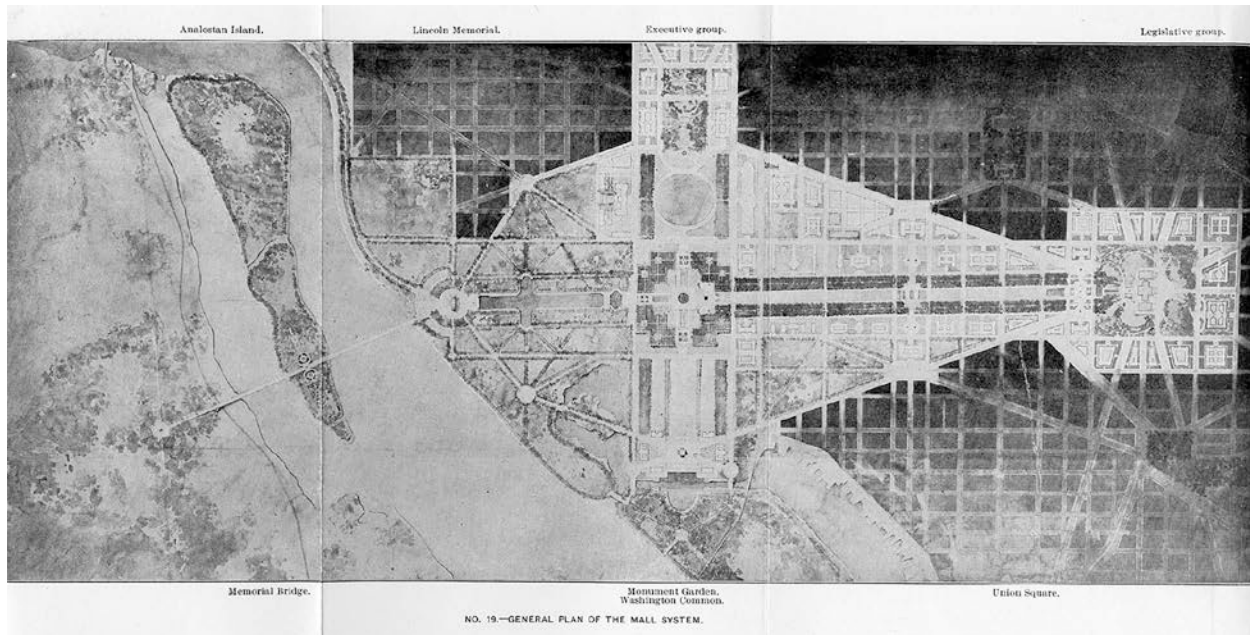 Analostan Island. Lincoln Memorial. Executive group. Legislative group.
Memorial Bridge. Monument Garden. Union Square.
Washington Common.
NO. 19.—GENERAL PLAN OF THE MALL SYSTEM.